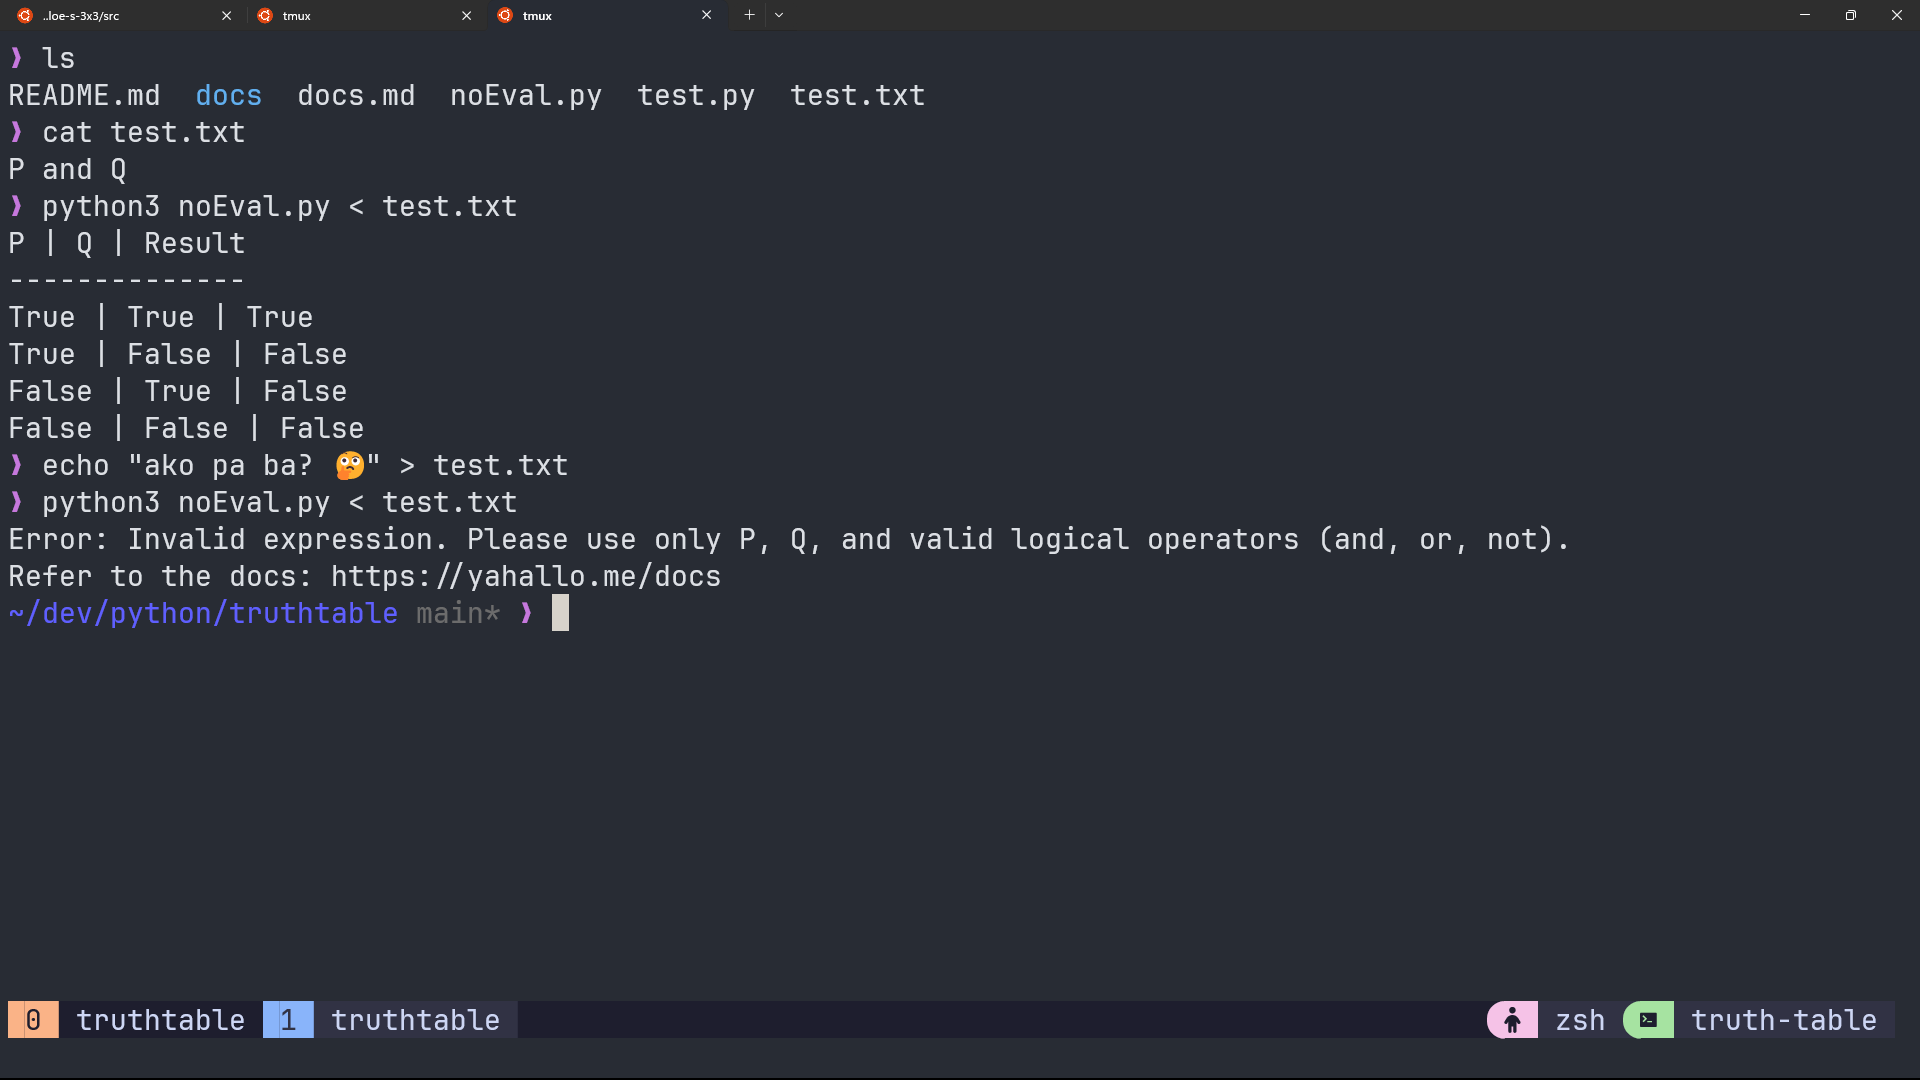 ..loe-s-3x3/src
tmux
tmux
❱ ls
README.md  docs  docs.md  noEval.py  test.py  test.txt
❱ cat test.txt
P and Q
❱ python3 noEval.py < test.txt
P | Q | Result
--------------
True | True | True
True | False | False
False | True | False
False | False | False
❱ echo "ako pa ba? 🤔" > test.txt
❱ python3 noEval.py < test.txt
Error: Invalid expression. Please use only P, Q, and valid logical operators (and, or, not).
Refer to the docs: https://yahallo.me/docs
~/dev/python/truthtable main* ❱
0 truthtable 1 truthtable zsh truth-table